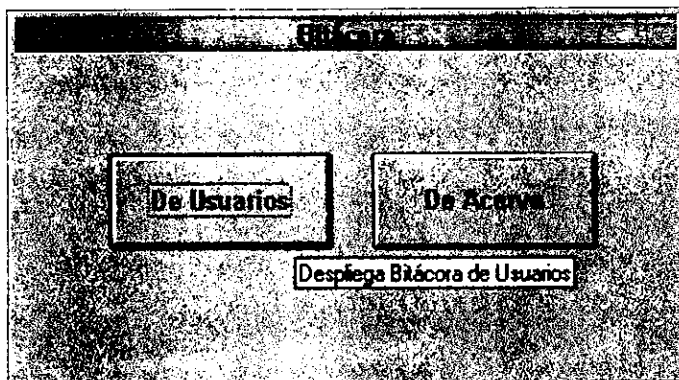 Bitácora
De Usuarios
De Acervo
Despliega Bitácora de Usuarios